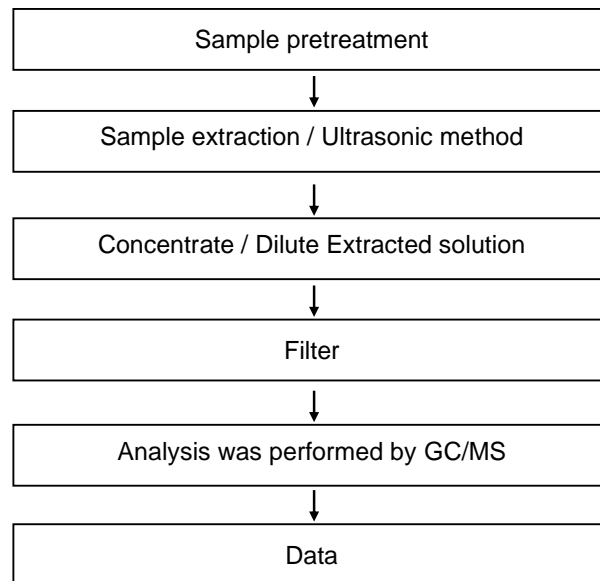 Sample pretreatment
Sample extraction / Ultrasonic method
Concentrate / Dilute Extracted solution
Filter
Analysis was performed by GC/MS
Data